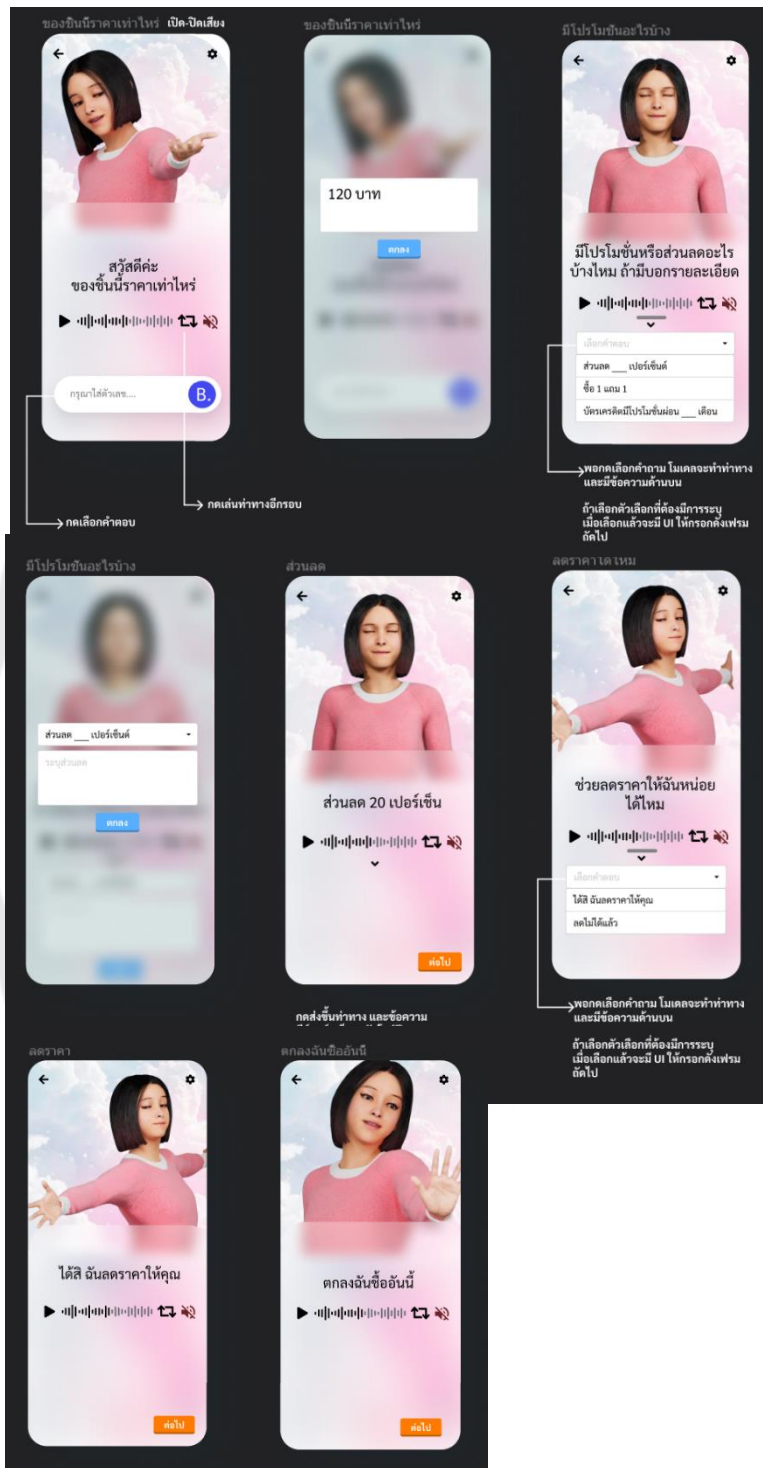 ของชิ้นนี้ราคาเท่าไหร่ เปิด-ปิดเสียง
สวัสดีค่ะ
ของชิ้นนี้ราคาเท่าไหร่
กรุณาใส่ตัวเลข....
B.
กดเล่นท่าทางอีกรอบ
กดเลือกคำตอบ
ของชิ้นนี้ราคาเท่าไหร่
120 บาท
ตกลง
มีโปรโมชั่นอะไรบ้าง
มีโปรโมชั่นหรือส่วนลดอะไร
บ้างไหม ถ้ามีบอกรายละเอียด
เลือกคำตอบ
ส่วนลด ___ เปอร์เซ็นต์
ซื้อ 1 แถม 1
บัตรเครดิตมีโปรโมชั่นผ่อน ___ เดือน
พอกดเลือกคำถาม โมเดลจะทำท่าทาง
และมีข้อความด้านบน
ถ้าเลือกตัวเลือกที่ต้องมีการระบุ
เมื่อเลือกแล้วจะมี UI ให้กรอกดังเฟรม
ถัดไป
มีโปรโมชั่นอะไรบ้าง
ส่วนลด ___ เปอร์เซ็นต์
ระบุส่วนลด
ตกลง
ส่วนลด
ส่วนลด 20 เปอร์เซ็น
ต่อไป
กดส่งขึ้นท่าทาง และข้อความ
ลดราคาได้ไหม
ช่วยลดราคาให้ฉันหน่อย
ได้ไหม
เลือกคำตอบ
ได้สิ ฉันลดราคาให้คุณ
ลดไม่ได้แล้ว
พอกดเลือกคำถาม โมเดลจะทำท่าทาง
และมีข้อความด้านบน
ถ้าเลือกตัวเลือกที่ต้องมีการระบุ
เมื่อเลือกแล้วจะมี UI ให้กรอกดังเฟรม
ถัดไป
ลดราคา
ได้สิ ฉันลดราคาให้คุณ
ต่อไป
ตกลงฉันซื้ออันนี้
ตกลงฉันซื้ออันนี้
ต่อไป